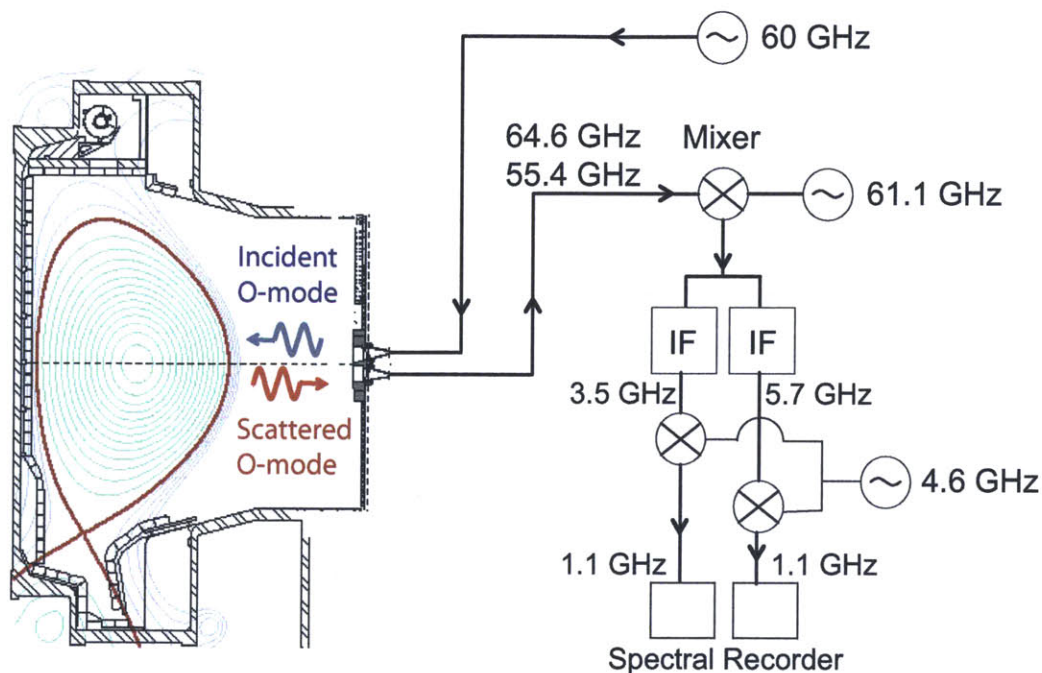 60 GHz
64.6 GHz
55.4 GHz
Mixer
61.1 GHz
Incident
O-mode
Scattered
O-mode
IF
IF
3.5 GHz
5.7 GHz
4.6 GHz
1.1 GHz
1.1 GHz
Spectral Recorder